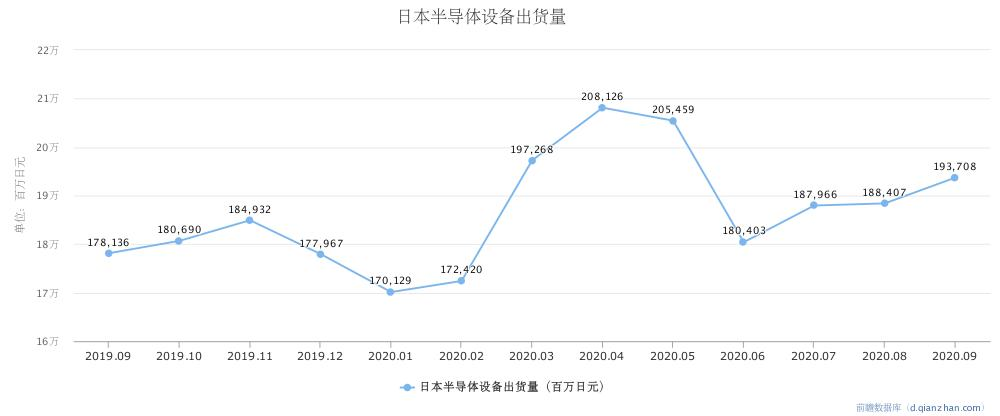 日本半导体设备出货量
单位: 百万日元
22万
21万
20万
19万
18万
17万
16万
178,136
180,690
184,932
177,967
170,129
172,420
197,268
208,126
205,459
180,403
187,966
188,407
193,708
2019.09 2019.10 2019.11 2019.12 2020.01 2020.02 2020.03 2020.04 2020.05 2020.06 2020.07 2020.08 2020.09
日本半导体设备出货量（百万日元）
前瞻数据库（d.qianzhan.com）